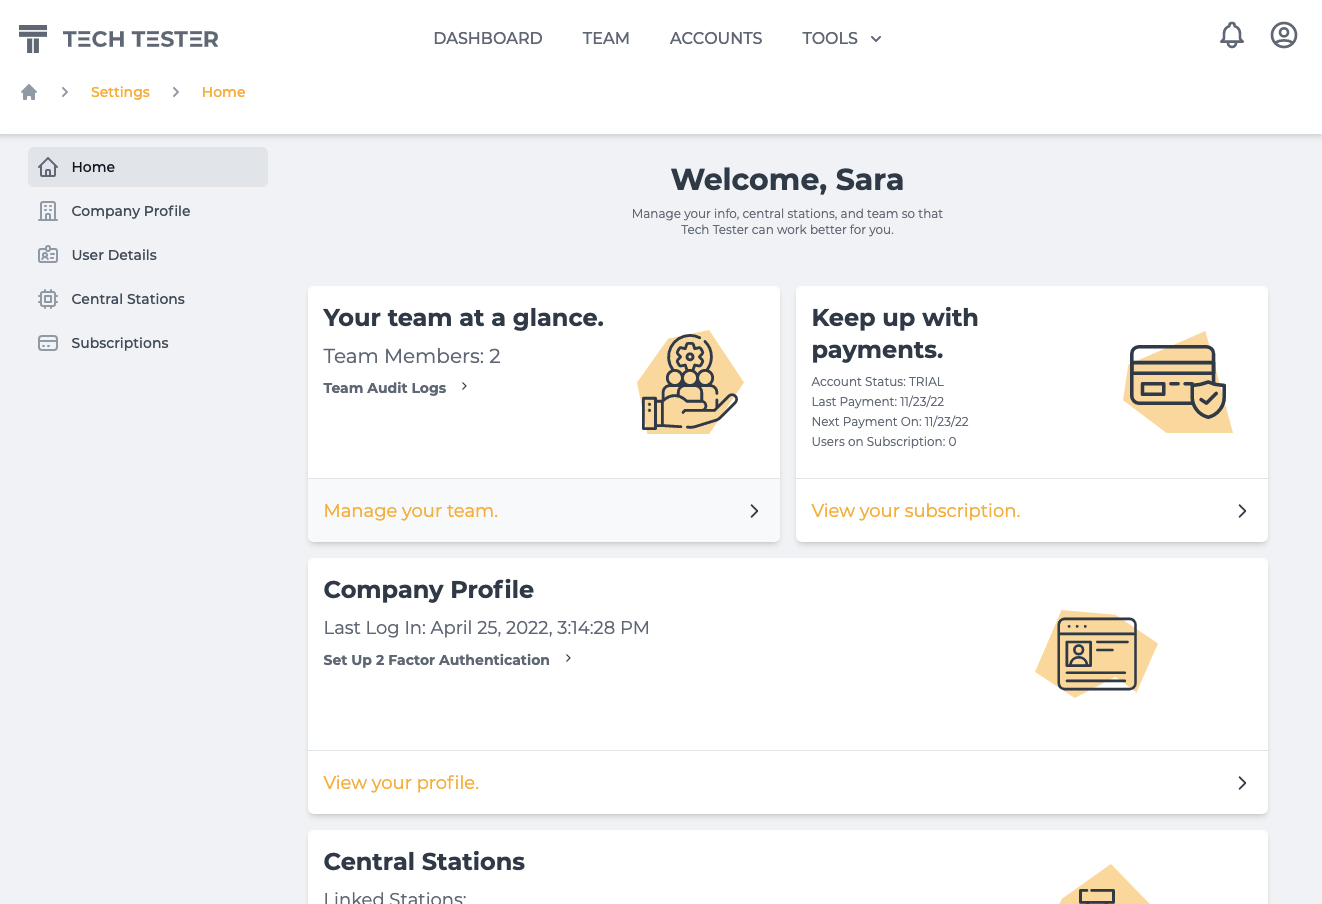 TECH TESTER
DASHBOARD
TEAM
ACCOUNTS
TOOLS
Settings
Home
Home
Company Profile
User Details
Central Stations
Subscriptions
Welcome, Sara
Manage your info, central stations, and team so that
Tech Tester can work better for you.
Your team at a glance.
Team Members: 2
Team Audit Logs
Manage your team.
Keep up with
payments.
Account Status: TRIAL
Last Payment: 11/23/22
Next Payment On: 11/23/22
Users on Subscription: 0
View your subscription.
Company Profile
Last Log In: April 25, 2022, 3:14:28 PM
Set Up 2 Factor Authentication
View your profile.
Central Stations
Linked Stations: